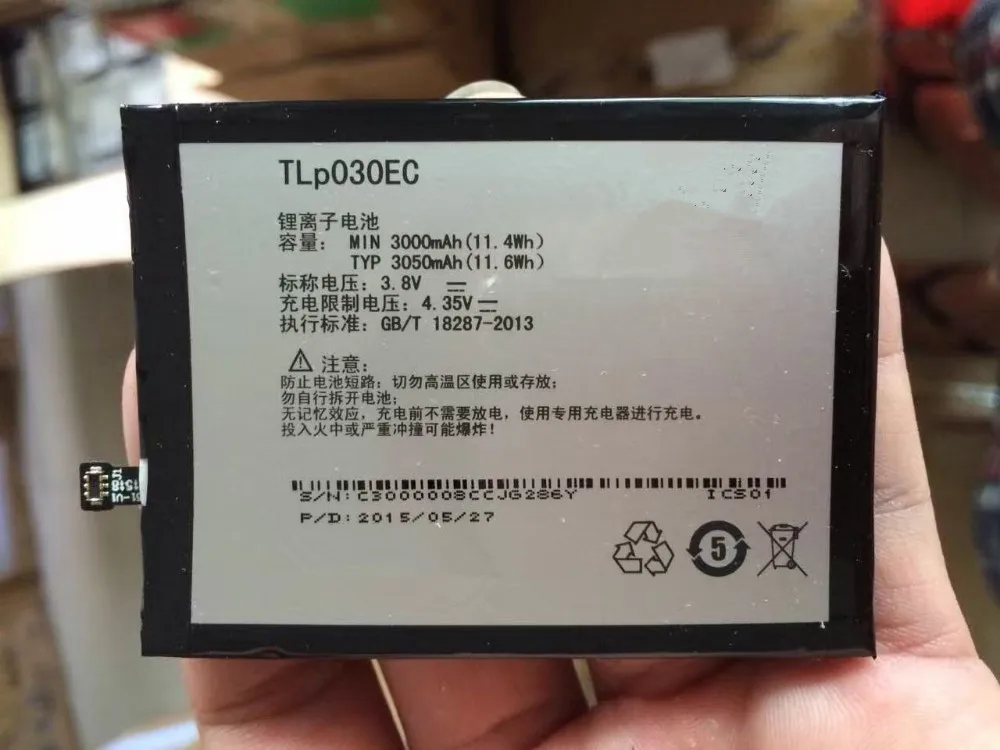 TLp030EC
锂离子电池
容量： MIN 3000mAh(11.4Wh)
TYP 3050mAh(11.6Wh)
标称电压：3.8V
充电限制电压：4.35V
执行标准：GB/T 18287-2013
注意：
防止电池短路；切勿高温区使用或存放；
勿自行拆开电池；
无记忆效应，充电前不需要放电，使用专用充电器进行充电。
投入火中或严重冲撞可能爆炸！
S/N:C3000008CCJG286Y ICS01
P/D:2015/05/27
5
1518